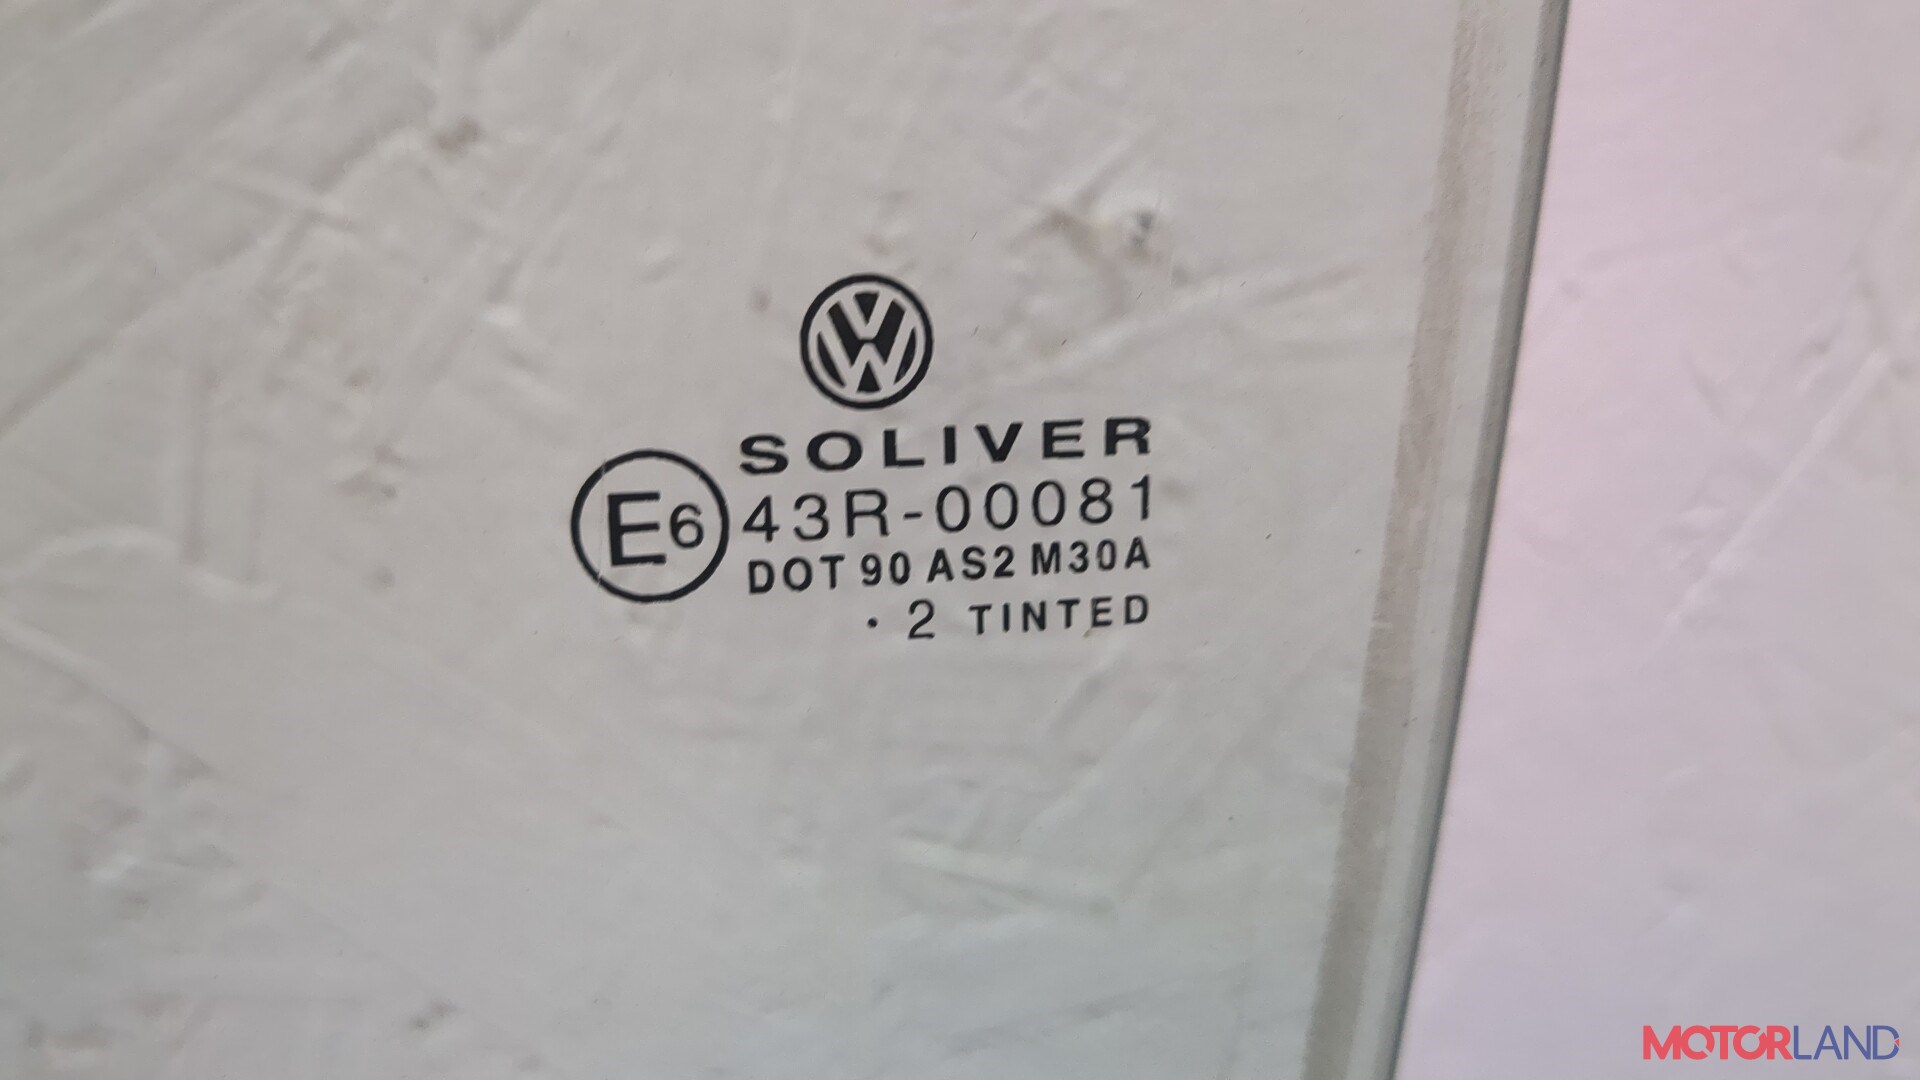 SOLIVER
E6 43R-00081
DOT 90 AS2 M30A
· 2 TINTED
MOTORLAND